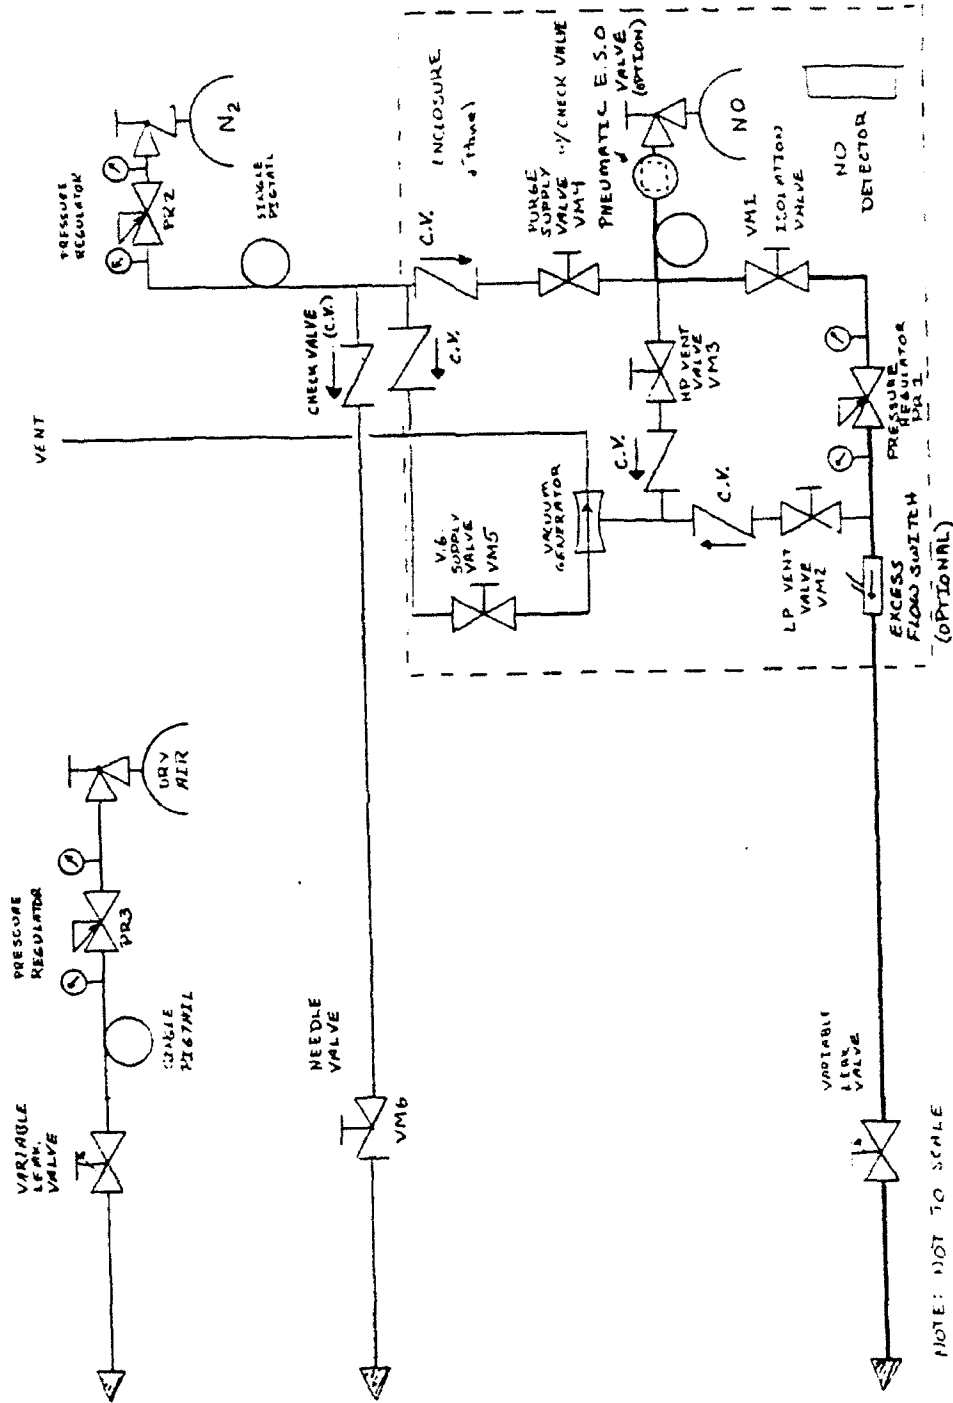 PRESSURE
REGULATOR
PR2
N2
SINGLE
PIGTAIL
INCLOSURE
C.V.
PURGE
SUPPLY
VALVE w/CHECK VALVE
VM4
PNEUMATIC E.S.O
VALVE
(OPTION)
NO
VM1
ISOLATION
VALVE
NO
DETECTOR
CHECK VALVE
(C.V.)
C.V.
HP VENT
VALVE
VM3
PRESSURE
REGULATOR
PR1
VENT
C.V.
C.V.
V.G.
SUPPLY
VALVE
VM5
VACUUM
GENERATOR
LP VENT
VALVE
VM2
EXCESS
FLOW SWITCH
(OPTIONAL)
DRY
AIR
PRESSURE
REGULATOR
PR3
SINGLE
PIGTAIL
VARIABLE
LEAK
VALVE
NEEDLE
VALVE
VM6
VARIABLE
LEAK
VALVE
NOTE: NOT TO SCALE